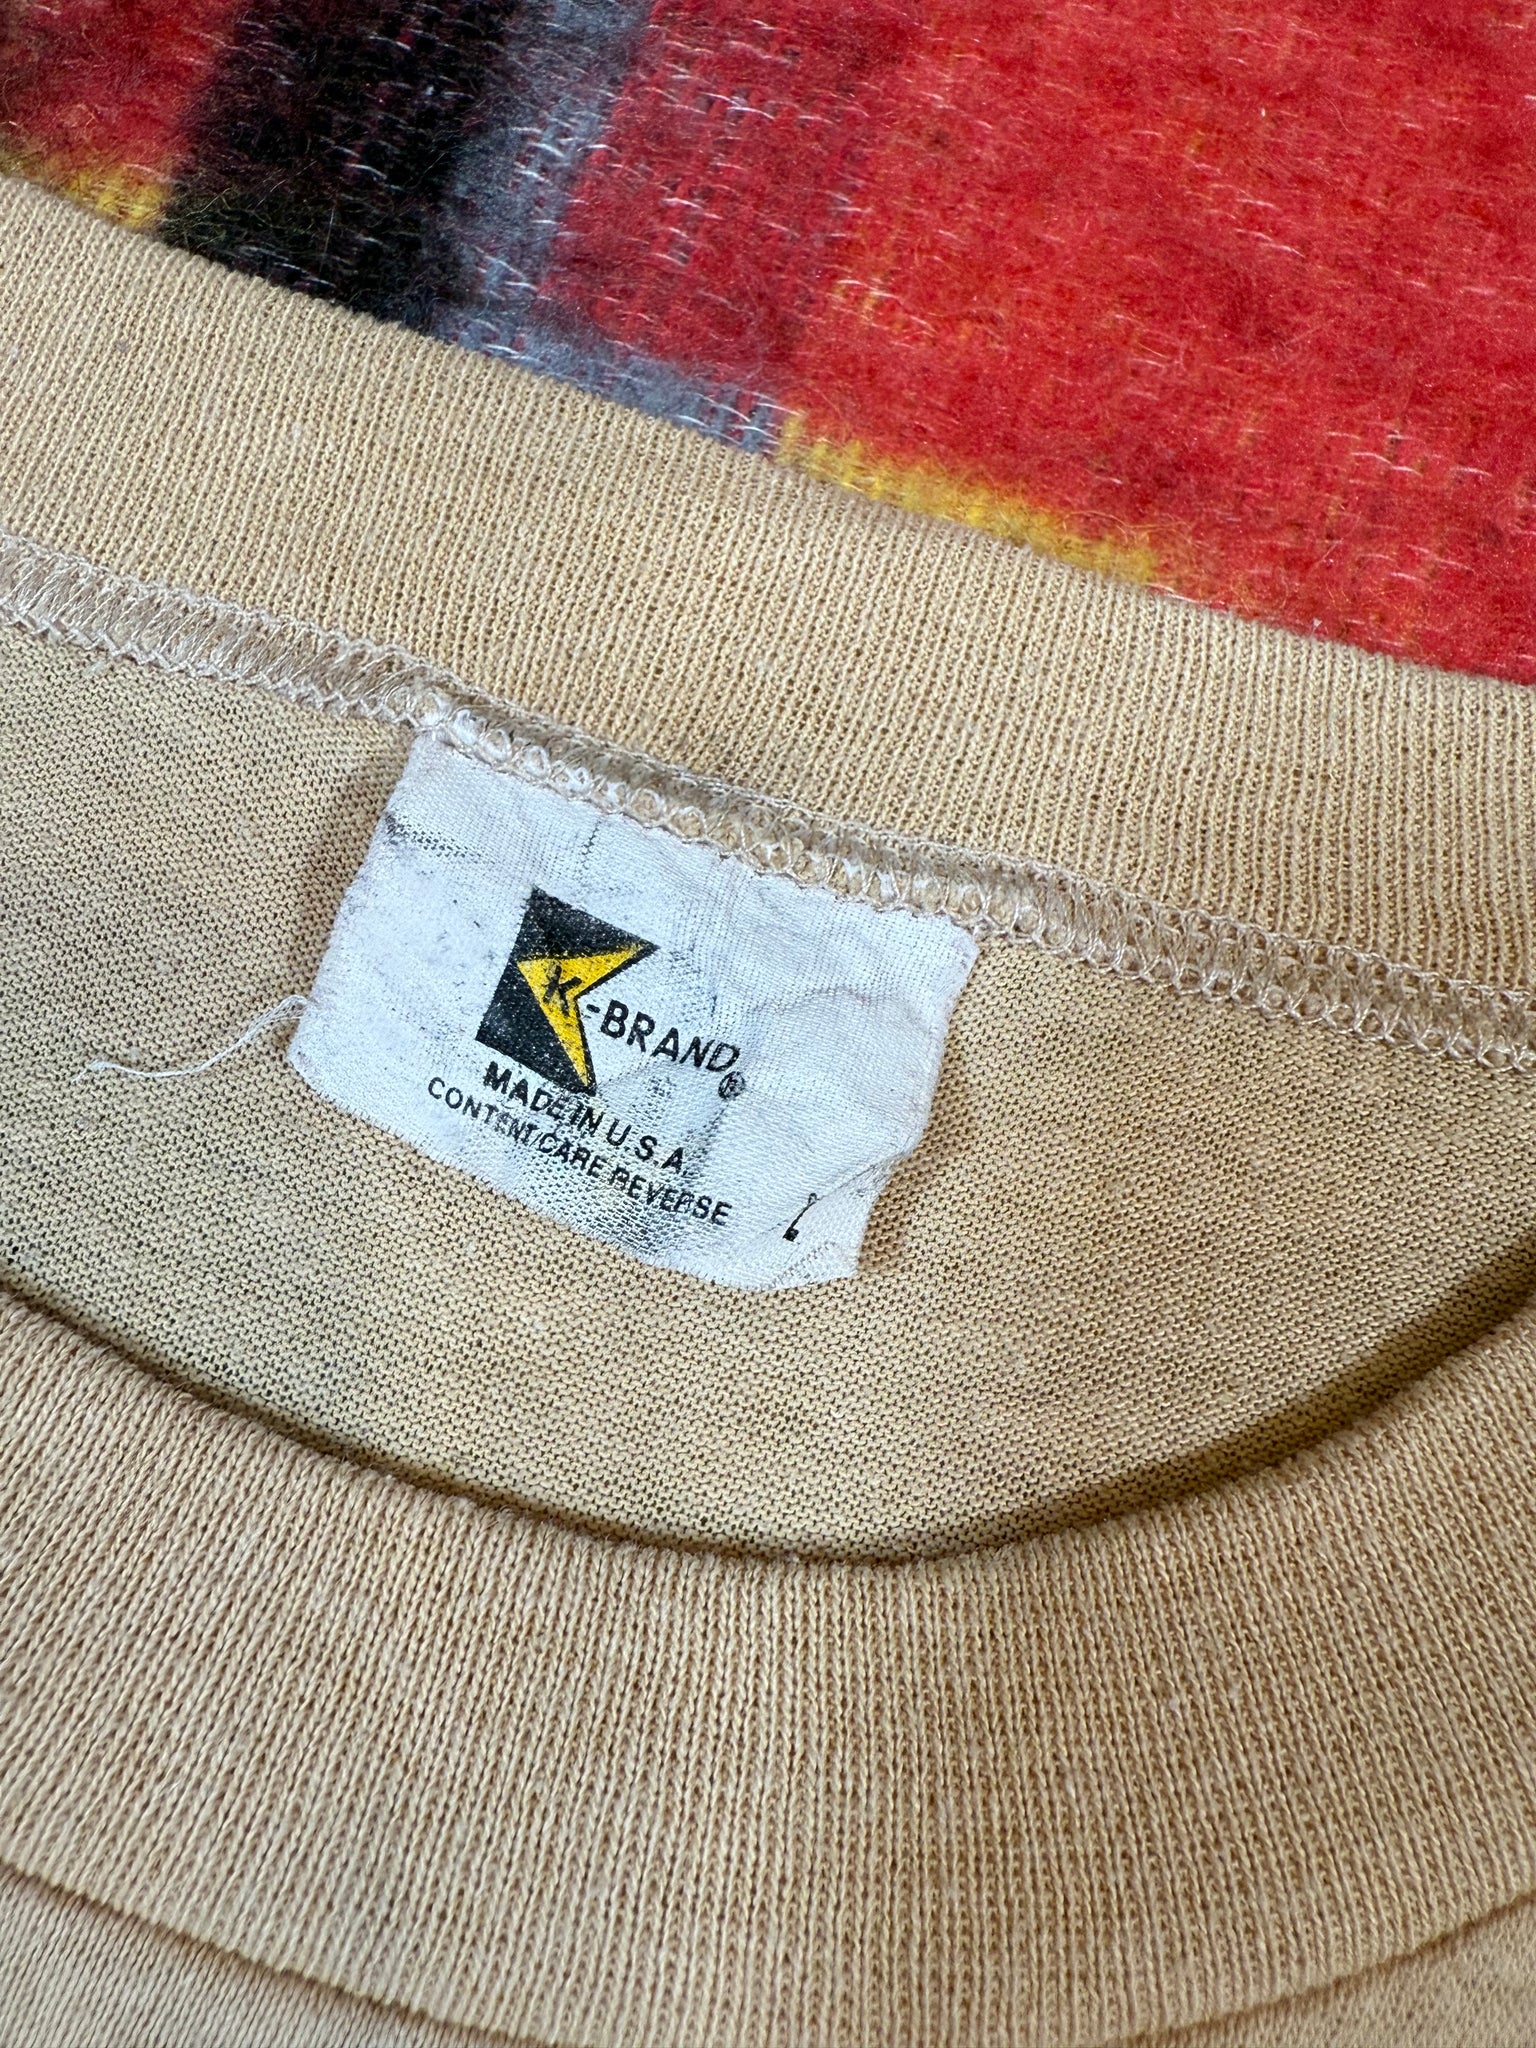 K-BRAND®
MADE IN U.S.A.
CONTENT/CARE REVERSE
L